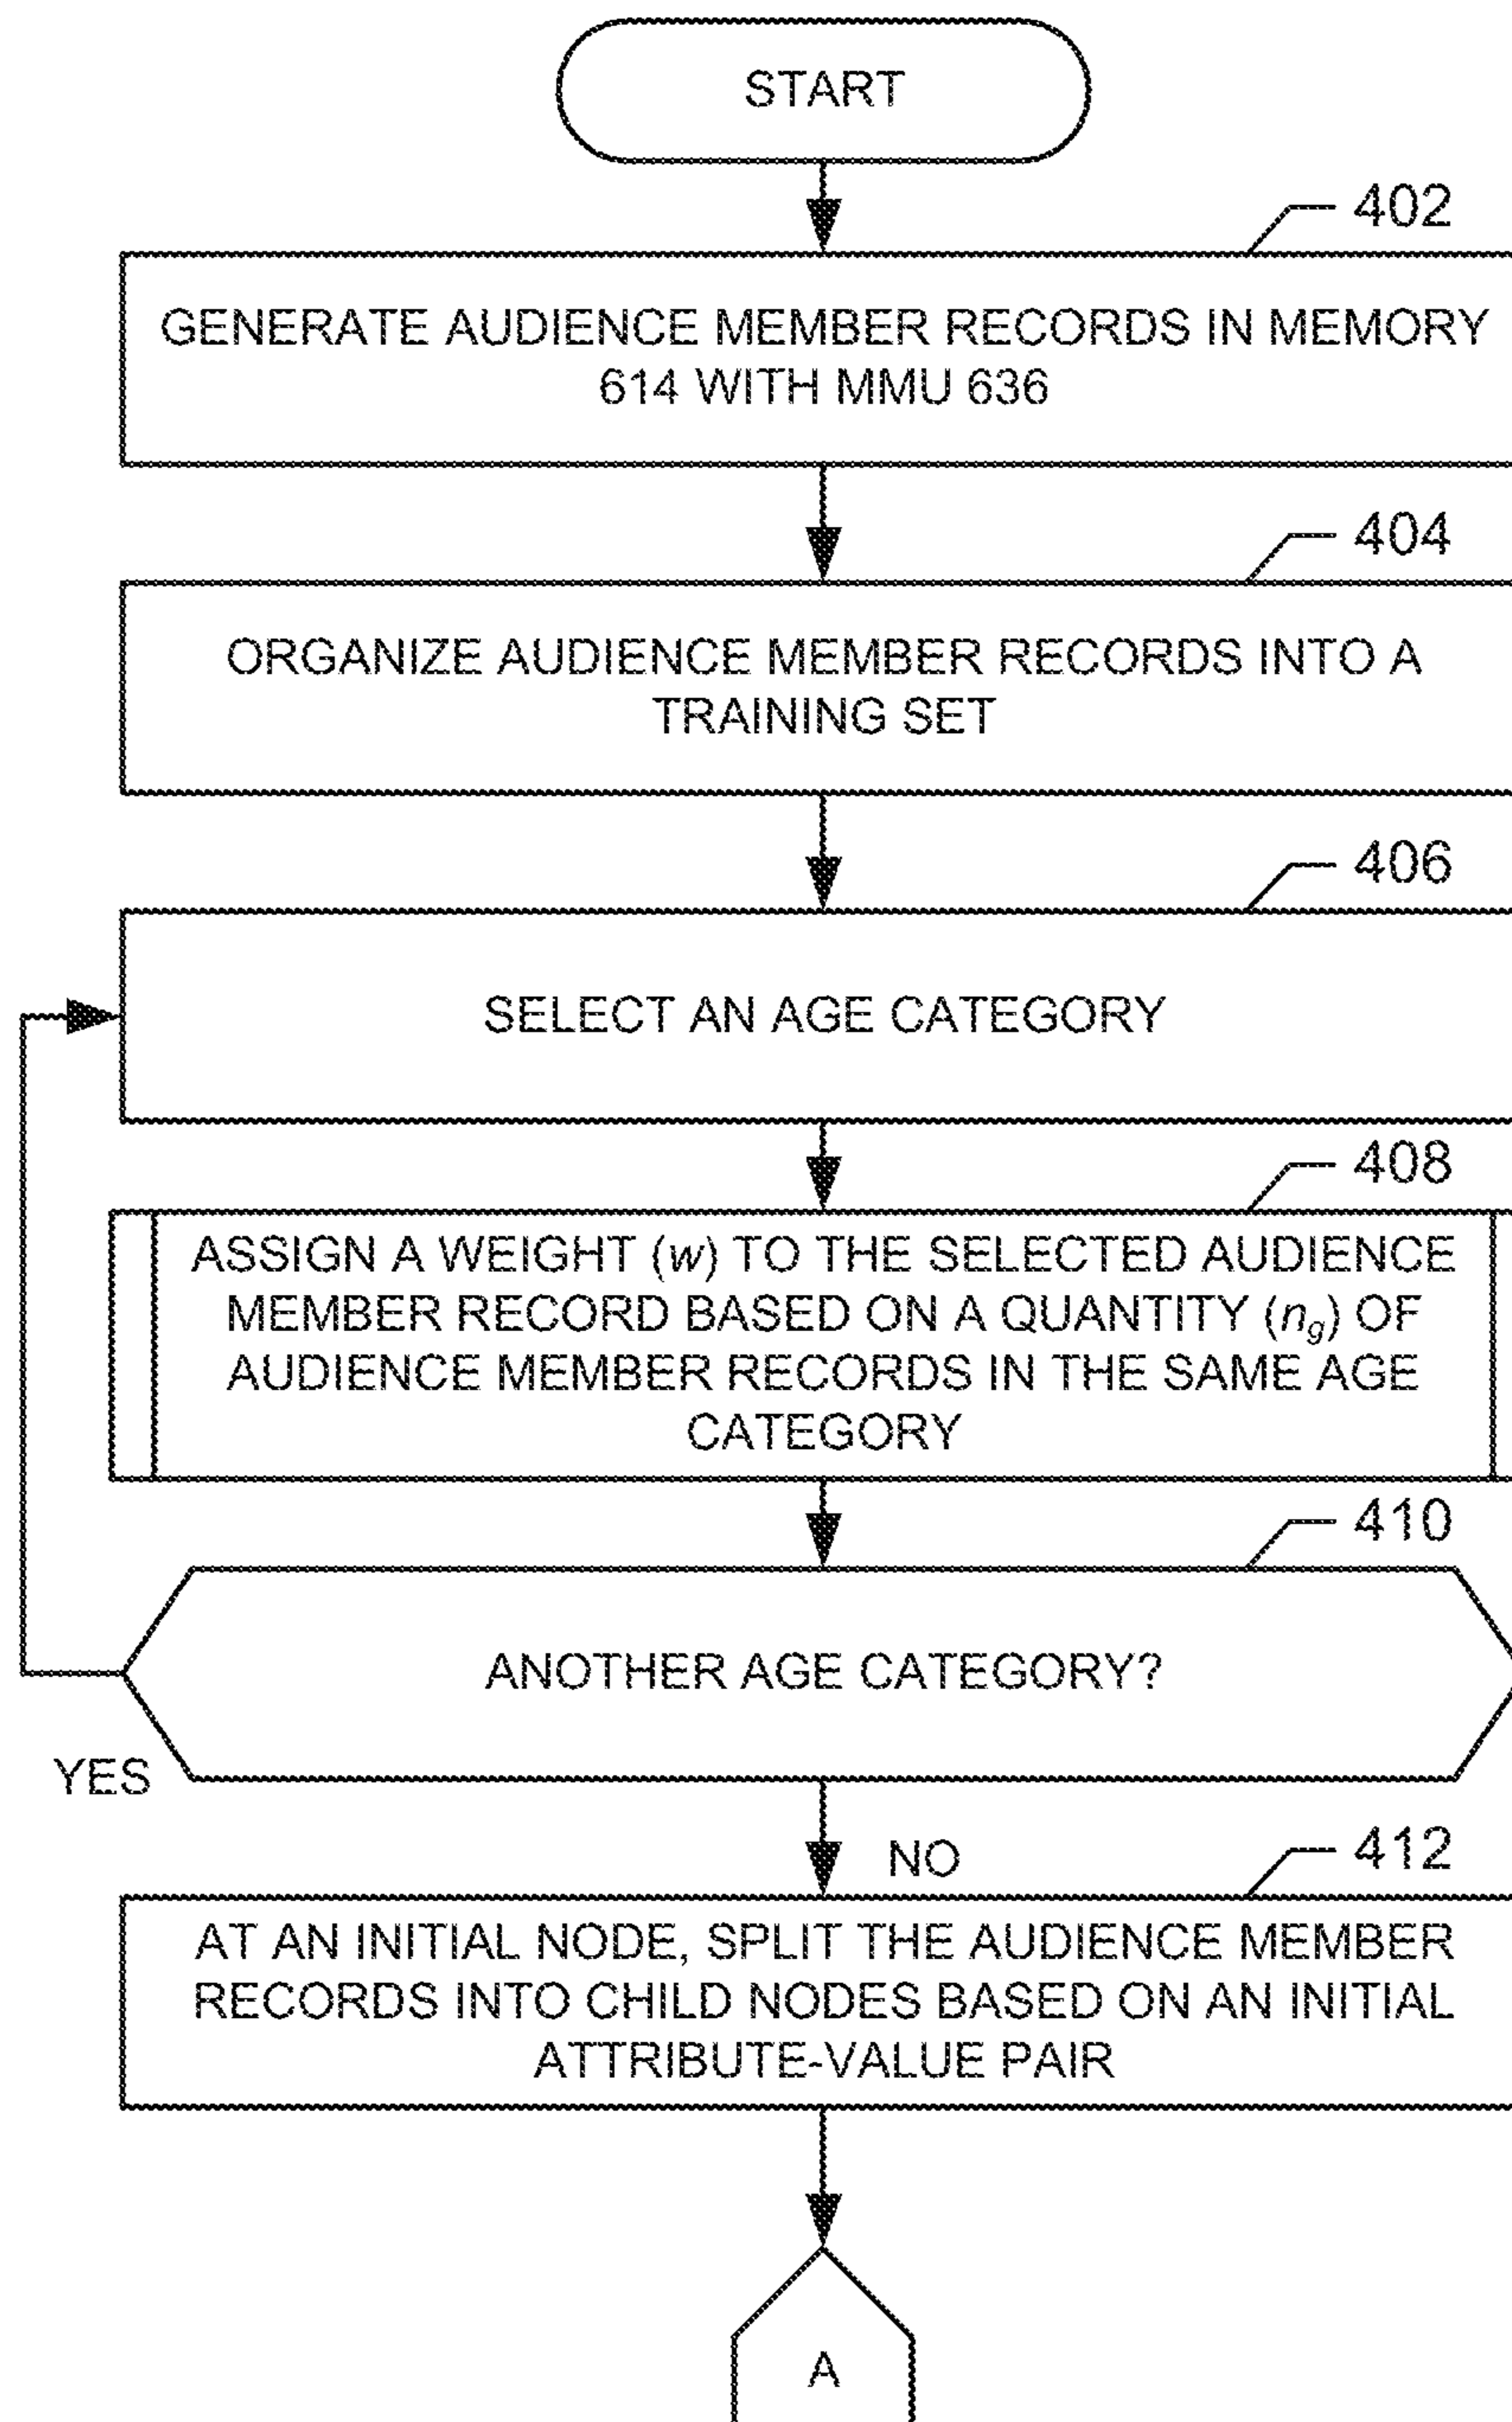 START
402
GENERATE AUDIENCE MEMBER RECORDS IN MEMORY
614 WITH MMU 636
404
ORGANIZE AUDIENCE MEMBER RECORDS INTO A
TRAINING SET
406
SELECT AN AGE CATEGORY
408
ASSIGN A WEIGHT (w) TO THE SELECTED AUDIENCE
MEMBER RECORD BASED ON A QUANTITY (n_g) OF
AUDIENCE MEMBER RECORDS IN THE SAME AGE
CATEGORY
410
ANOTHER AGE CATEGORY?
YES
NO
412
AT AN INITIAL NODE, SPLIT THE AUDIENCE MEMBER
RECORDS INTO CHILD NODES BASED ON AN INITIAL
ATTRIBUTE-VALUE PAIR
A